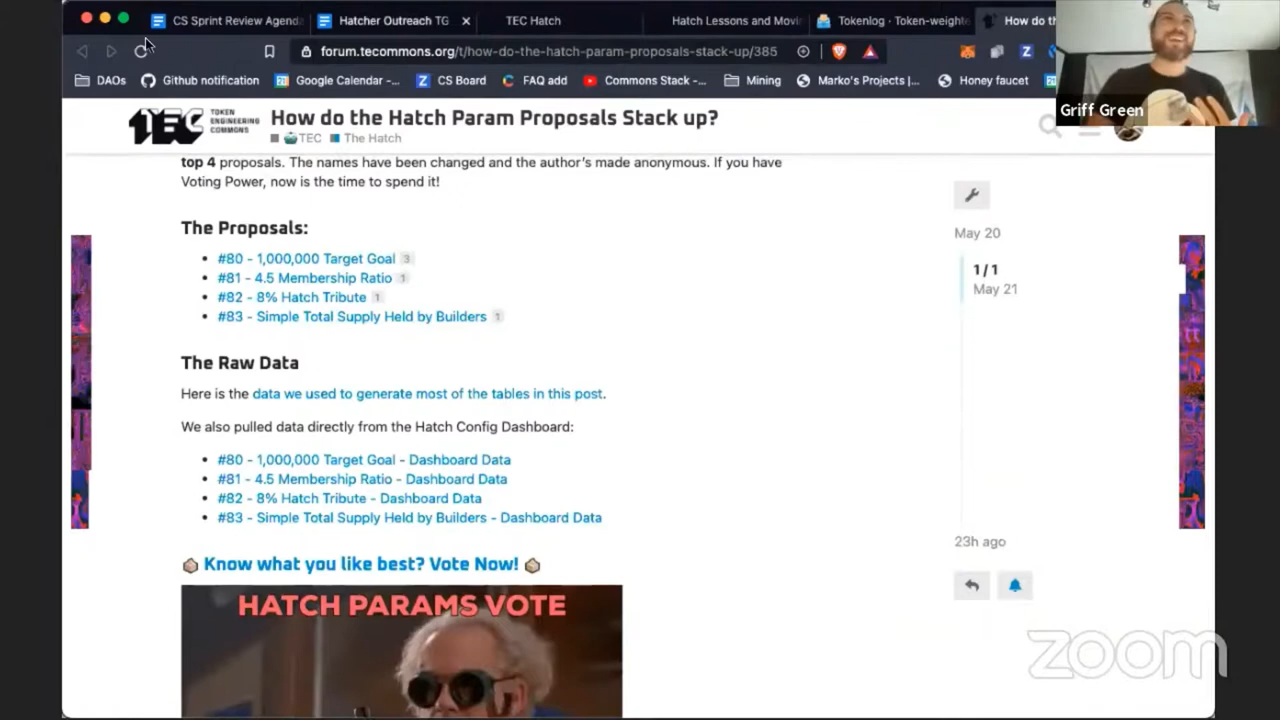 CS Sprint Review Agenda
Hatcher Outreach TG
TEC Hatch
Hatch Lessons and Movi
Tokenlog - Token-weighte
How do th
forum.tecommons.org/t/how-do-the-hatch-param-proposals-stack-up/385
DAOs
Github notification
Google Calendar -...
CS Board
FAQ add
Commons Stack -...
Mining
Marko's Projects |...
Honey faucet
Griff Green
TEC
TOKEN
ENGINEERING
COMMONS
How do the Hatch Param Proposals Stack up?
TEC The Hatch
top 4 proposals. The names have been changed and the author's made anonymous. If you have
Voting Power, now is the time to spend it!
The Proposals:
#80 - 1,000,000 Target Goal 3
#81 - 4.5 Membership Ratio 1
#82 - 8% Hatch Tribute 1
#83 - Simple Total Supply Held by Builders 1
The Raw Data
Here is the data we used to generate most of the tables in this post.
We also pulled data directly from the Hatch Config Dashboard:
#80 - 1,000,000 Target Goal - Dashboard Data
#81 - 4.5 Membership Ratio - Dashboard Data
#82 - 8% Hatch Tribute - Dashboard Data
#83 - Simple Total Supply Held by Builders - Dashboard Data
Know what you like best? Vote Now!
HATCH PARAMS VOTE
May 20
1 / 1
May 21
23h ago
zoom